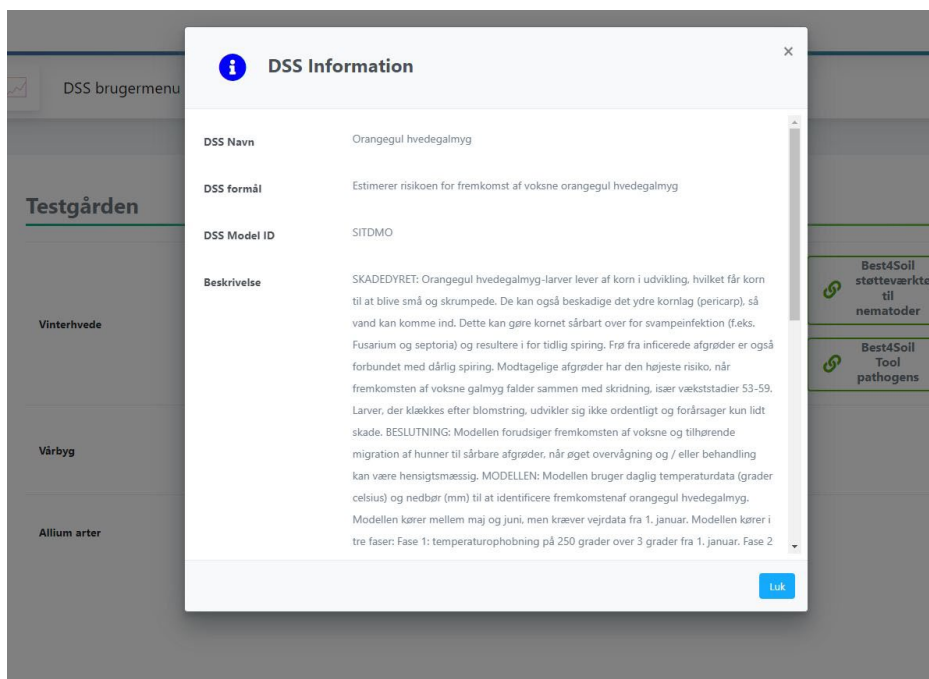 DSS Information
×
DSS brugermenu
DSS Navn
Orangegul hvedegalmyg
DSS formål
Estimerer risikoen for fremkomst af voksne orangegul hvedegalmyg
Testgården
DSS Model ID
SITDMO
Beskrivelse
SKADEDYRET: Orangegul hvedegalmyg-larver lever af korn i udvikling, hvilket får korn
til at blive små og skrumpede. De kan også beskadige det ydre kornlag (pericarp), så
vand kan komme ind. Dette kan gøre kornet sårbart over for svampeinfektion (f.eks.
Fusarium og septoria) og resultere i for tidlig spiring. Frø fra inficerede afgrøder er også
forbundet med dårlig spiring. Modtagelige afgrøder har den højeste risiko, når
fremkomsten af voksne galmyg falder sammen med skridning, især vækststadier 53-59.
Larver, der klækkes efter blomstring, udvikler sig ikke ordentligt og forårsager kun lidt
skade. BESLUTNING: Modellen forudsiger fremkomsten af voksne og tilhørende
migration af hunner til sårbare afgrøder, når øget overvågning og / eller behandling
kan være hensigtsmæssig. MODELLEN: Modellen bruger daglig temperaturdata (grader
celsius) og nedbør (mm) til at identificere fremkomstenaf orangegul hvedegalmyg.
Modellen kører mellem maj og juni, men kræver vejrdata fra 1. januar. Modellen kører i
tre faser: Fase 1: temperaturophobning på 250 grader over 3 grader fra 1. januar. Fase 2
Vinterhvede
Best4Soil
støtteværkte
til
nematoder
Best4Soil
Tool
pathogens
Vårbyg
Allium arter
Luk